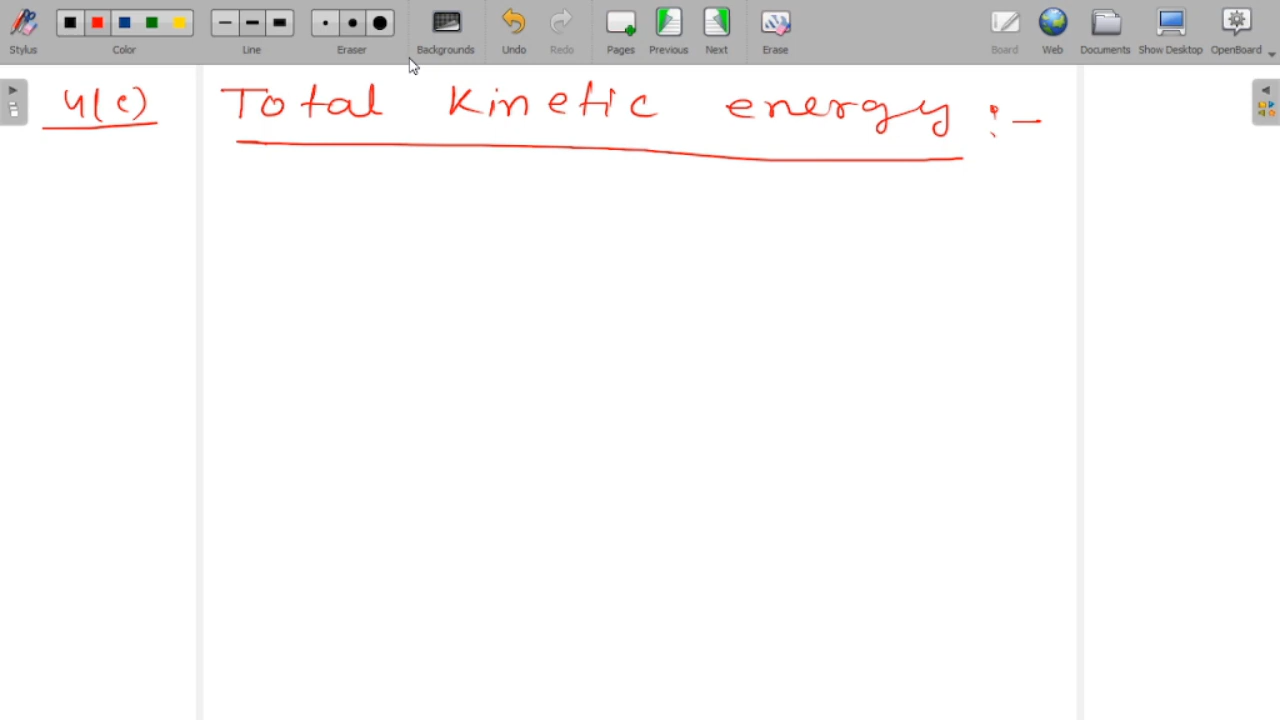 Stylus Color Line Eraser Backgrounds Undo Redo Pages Previous Next Erase Board Web Documents Show Desktop OpenBoard
4(c) Total Kinetic energy :-